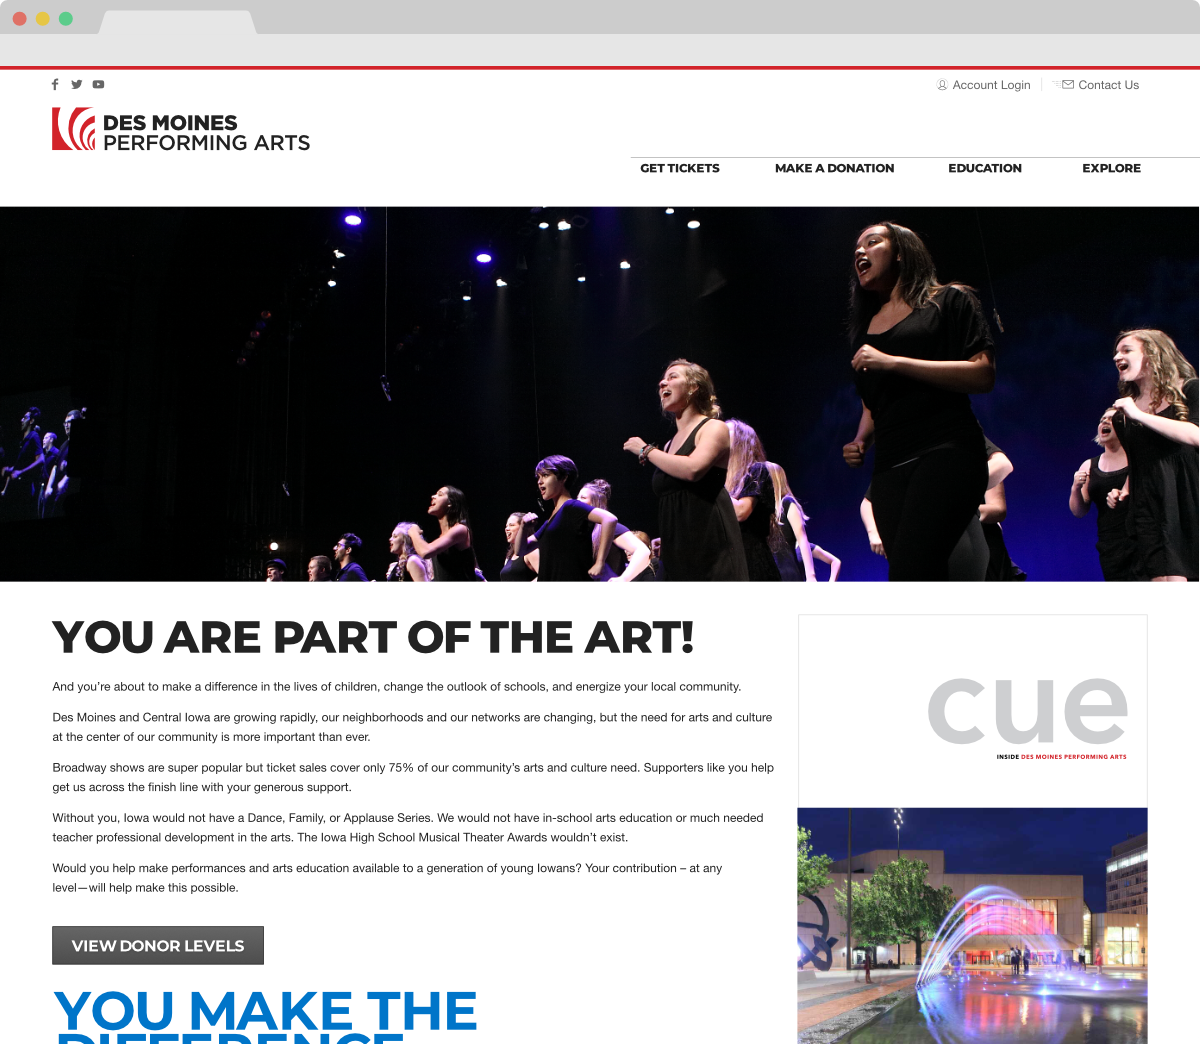 Account Login
Contact Us
DES MOINES
PERFORMING ARTS
GET TICKETS
MAKE A DONATION
EDUCATION
EXPLORE
YOU ARE PART OF THE ART!
And you’re about to make a difference in the lives of children, change the outlook of schools, and energize your local community.
Des Moines and Central Iowa are growing rapidly, our neighborhoods and our networks are changing, but the need for arts and culture
at the center of our community is more important than ever.
Broadway shows are super popular but ticket sales cover only 75% of our community’s arts and culture need. Supporters like you help
get us across the finish line with your generous support.
Without you, Iowa would not have a Dance, Family, or Applause Series. We would not have in-school arts education or much needed
teacher professional development in the arts. The Iowa High School Musical Theater Awards wouldn’t exist.
Would you help make performances and arts education available to a generation of young Iowans? Your contribution – at any
level—will help make this possible.
VIEW DONOR LEVELS
YOU MAKE THE
DIFFERENCE
cue
INSIDE DES MOINES PERFORMING ARTS